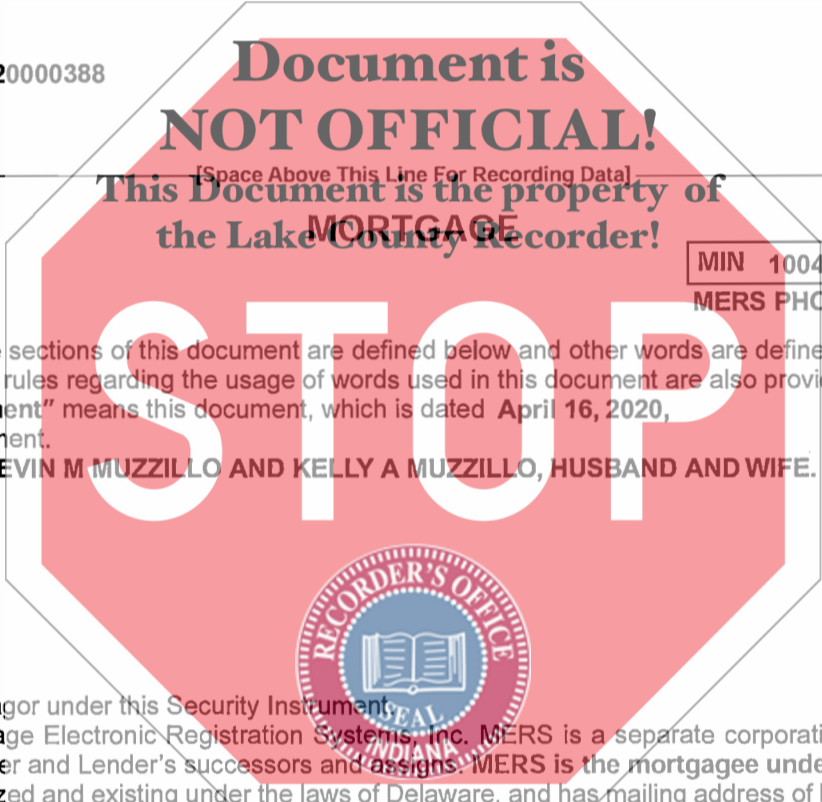 20000388
Document is
NOT OFFICIAL!
[Space Above This Line For Recording Data]
This Document is the property of
MORTGAGE
the Lake County Recorder!
MIN 1004
MERS PHO
STOP
sections of this document are defined below and other words are define
rules regarding the usage of words used in this document are also provi
ent” means this document, which is dated April 16, 2020,
ent.
EVIN M MUZZILLO AND KELLY A MUZZILLO, HUSBAND AND WIFE.
RECORDER'S OFFICE
SEAL
INDIANA
gor under this Security Instrument.
age Electronic Registration Systems, Inc. MERS is a separate corporati
er and Lender's successors and assigns. MERS is the mortgagee unde
zed and existing under the laws of Delaware, and has mailing address of